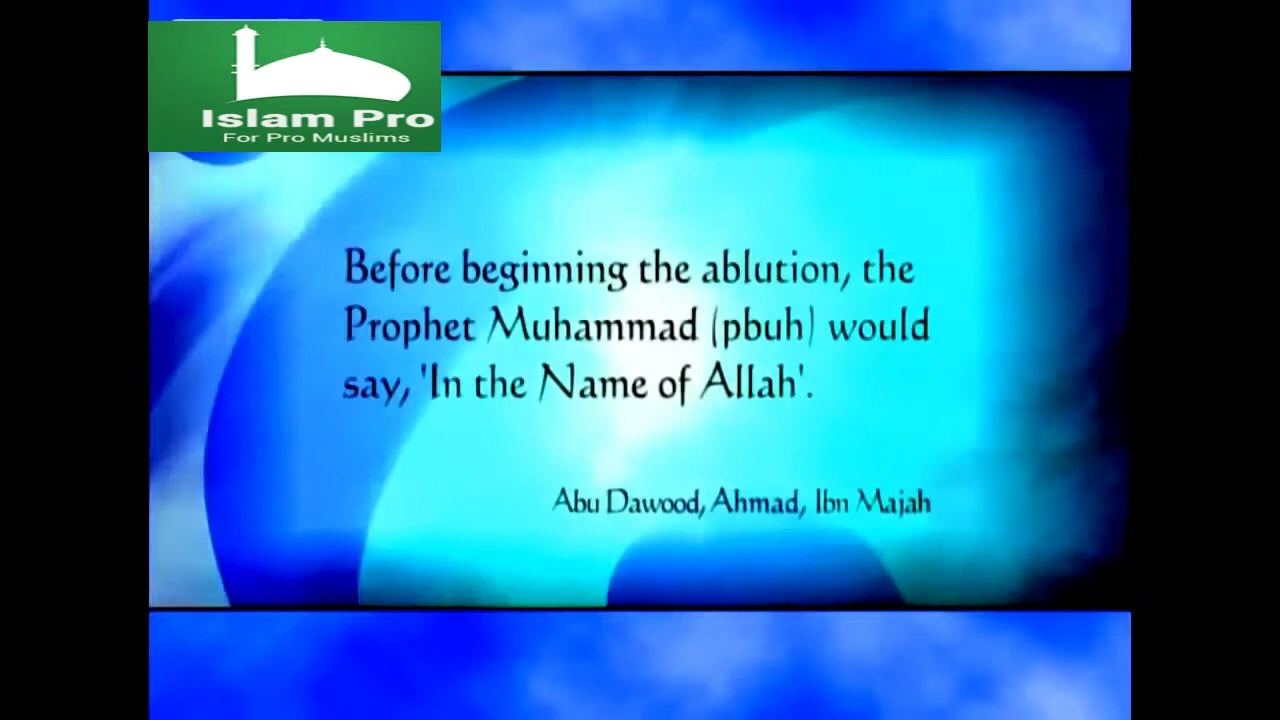 Islam Pro
For Pro Muslims
Before beginning the ablution, the
Prophet Muhammad (pbuh) would
say, 'In the Name of Allah'.
Abu Dawood, Ahmad, Ibn Majah